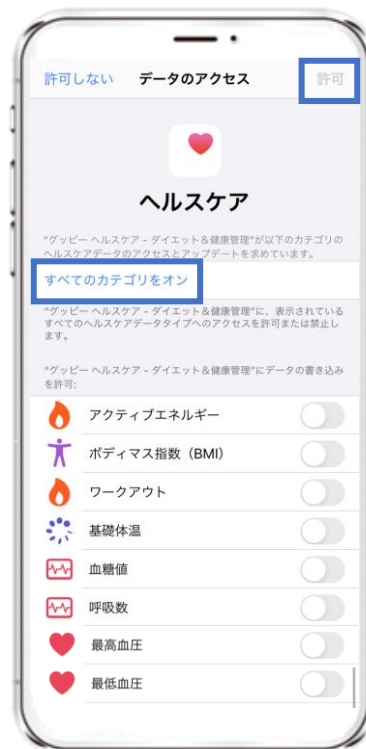 許可しない データのアクセス 許可
ヘルスケア
"グッピー ヘルスケア - ダイエット＆健康管理"が以下のカテゴリの
ヘルスケアデータのアクセスとアップデートを求めています。
すべてのカテゴリをオン
"グッピー ヘルスケア - ダイエット＆健康管理"に、表示されている
すべてのヘルスケアデータタイプへのアクセスを許可または禁止し
ます。
"グッピー ヘルスケア - ダイエット＆健康管理"にデータの書き込み
を許可:
アクティブエネルギー
ボディマス指数（BMI）
ワークアウト
基礎体温
血糖値
呼吸数
最高血圧
最低血圧